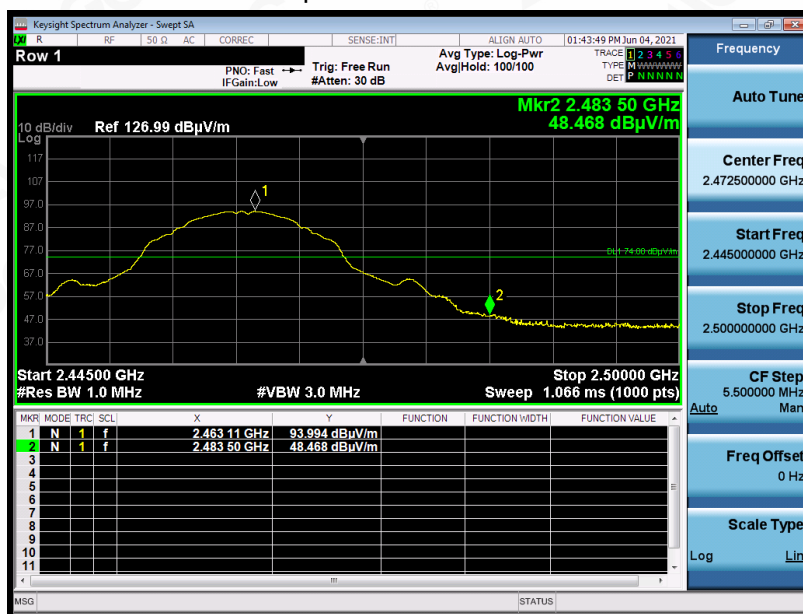 Keysight Spectrum Analyzer - Swept SA
LXI R RF 50 Ω AC CORREC SENSE:INT ALIGN AUTO 01:43:49 PM Jun 04, 2021
Row 1
PNO: Fast
IFGain:Low
Trig: Free Run
#Atten: 30 dB
Avg Type: Log-Pwr
Avg|Hold: 100/100
TRACE 1 2 3 4 5 6
TYPE M WWWWW
DET P N N N N N
Mkr2 2.483 50 GHz
48.468 dBµV/m
10 dB/div Ref 126.99 dBµV/m
Log
117
107
97.0
87.0
77.0
67.0
57.0
47.0
37.0
1
DL1 74.00 dBµV/m
2
Start 2.44500 GHz Stop 2.50000 GHz
#Res BW 1.0 MHz #VBW 3.0 MHz Sweep 1.066 ms (1000 pts)
MKR MODE TRC SCL X Y FUNCTION FUNCTION WIDTH FUNCTION VALUE
1 N 1 f 2.463 11 GHz 93.994 dBµV/m
2 N 1 f 2.483 50 GHz 48.468 dBµV/m
3
4
5
6
7
8
9
10
11
MSG STATUS
Frequency
Auto Tune
Center Freq
2.472500000 GHz
Start Freq
2.445000000 GHz
Stop Freq
2.500000000 GHz
CF Step
5.500000 MHz
Auto Man
Freq Offset
0 Hz
Scale Type
Log Lin